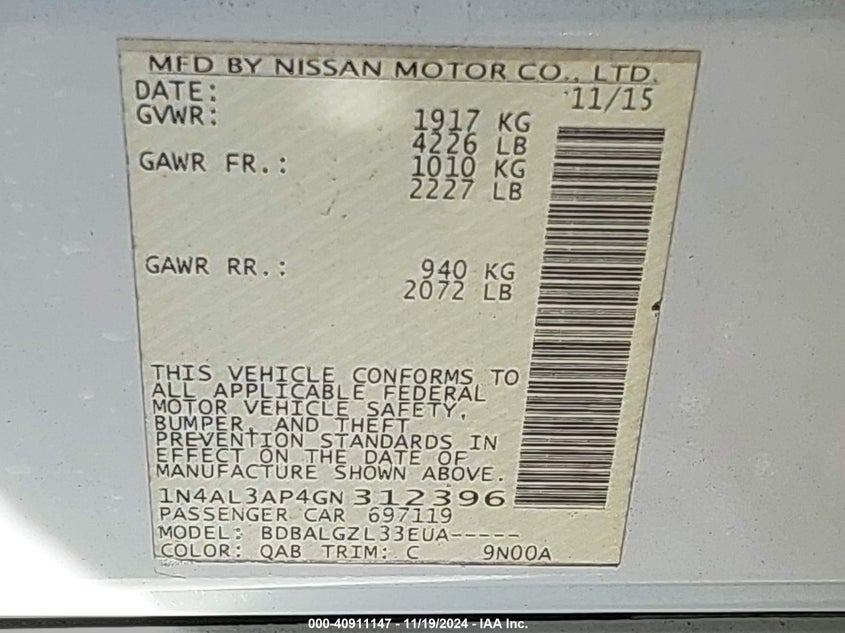 MFD BY NISSAN MOTOR CO., LTD.
DATE: 11/15
GVWR: 1917 KG
4226 LB
GAWR FR.: 1010 KG
2227 LB
GAWR RR.: 940 KG
2072 LB
THIS VEHICLE CONFORMS TO
ALL APPLICABLE FEDERAL
MOTOR VEHICLE SAFETY,
BUMPER, AND THEFT
PREVENTION STANDARDS IN
EFFECT ON THE DATE OF
MANUFACTURE SHOWN ABOVE.
1N4AL3AP4GN312396
PASSENGER CAR 697119
MODEL: BDBALGZL33EUA-----
COLOR: QAB TRIM: C 9N00A
000-40911147 - 11/19/2024 - IAA Inc.